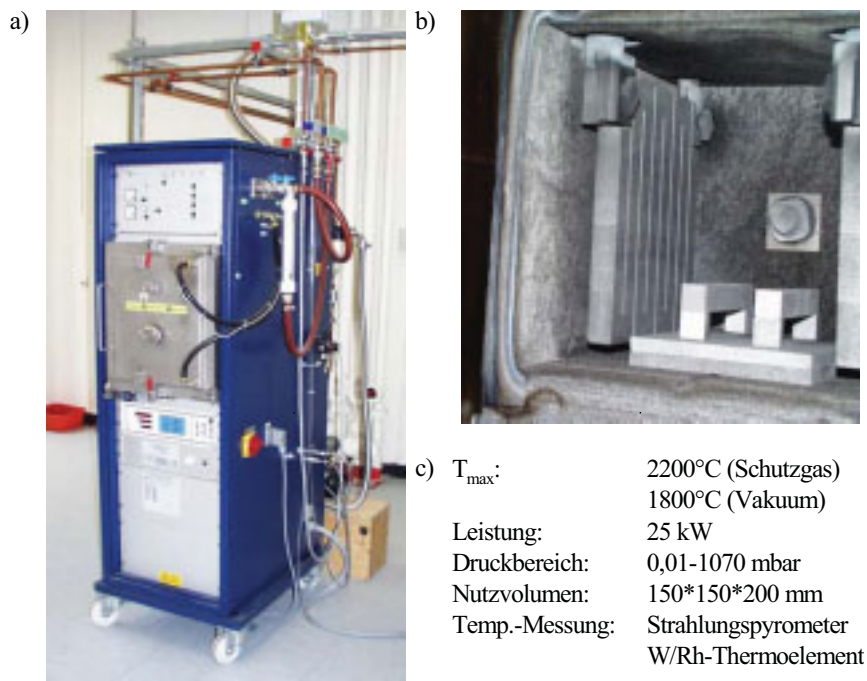 a)
b)
c) Tmax: 2200°C (Schutzgas)
1800°C (Vakuum)
Leistung: 25 kW
Druckbereich: 0,01-1070 mbar
Nutzvolumen: 150*150*200 mm
Temp.-Messung: Strahlungspyrometer
W/Rh-Thermoelement